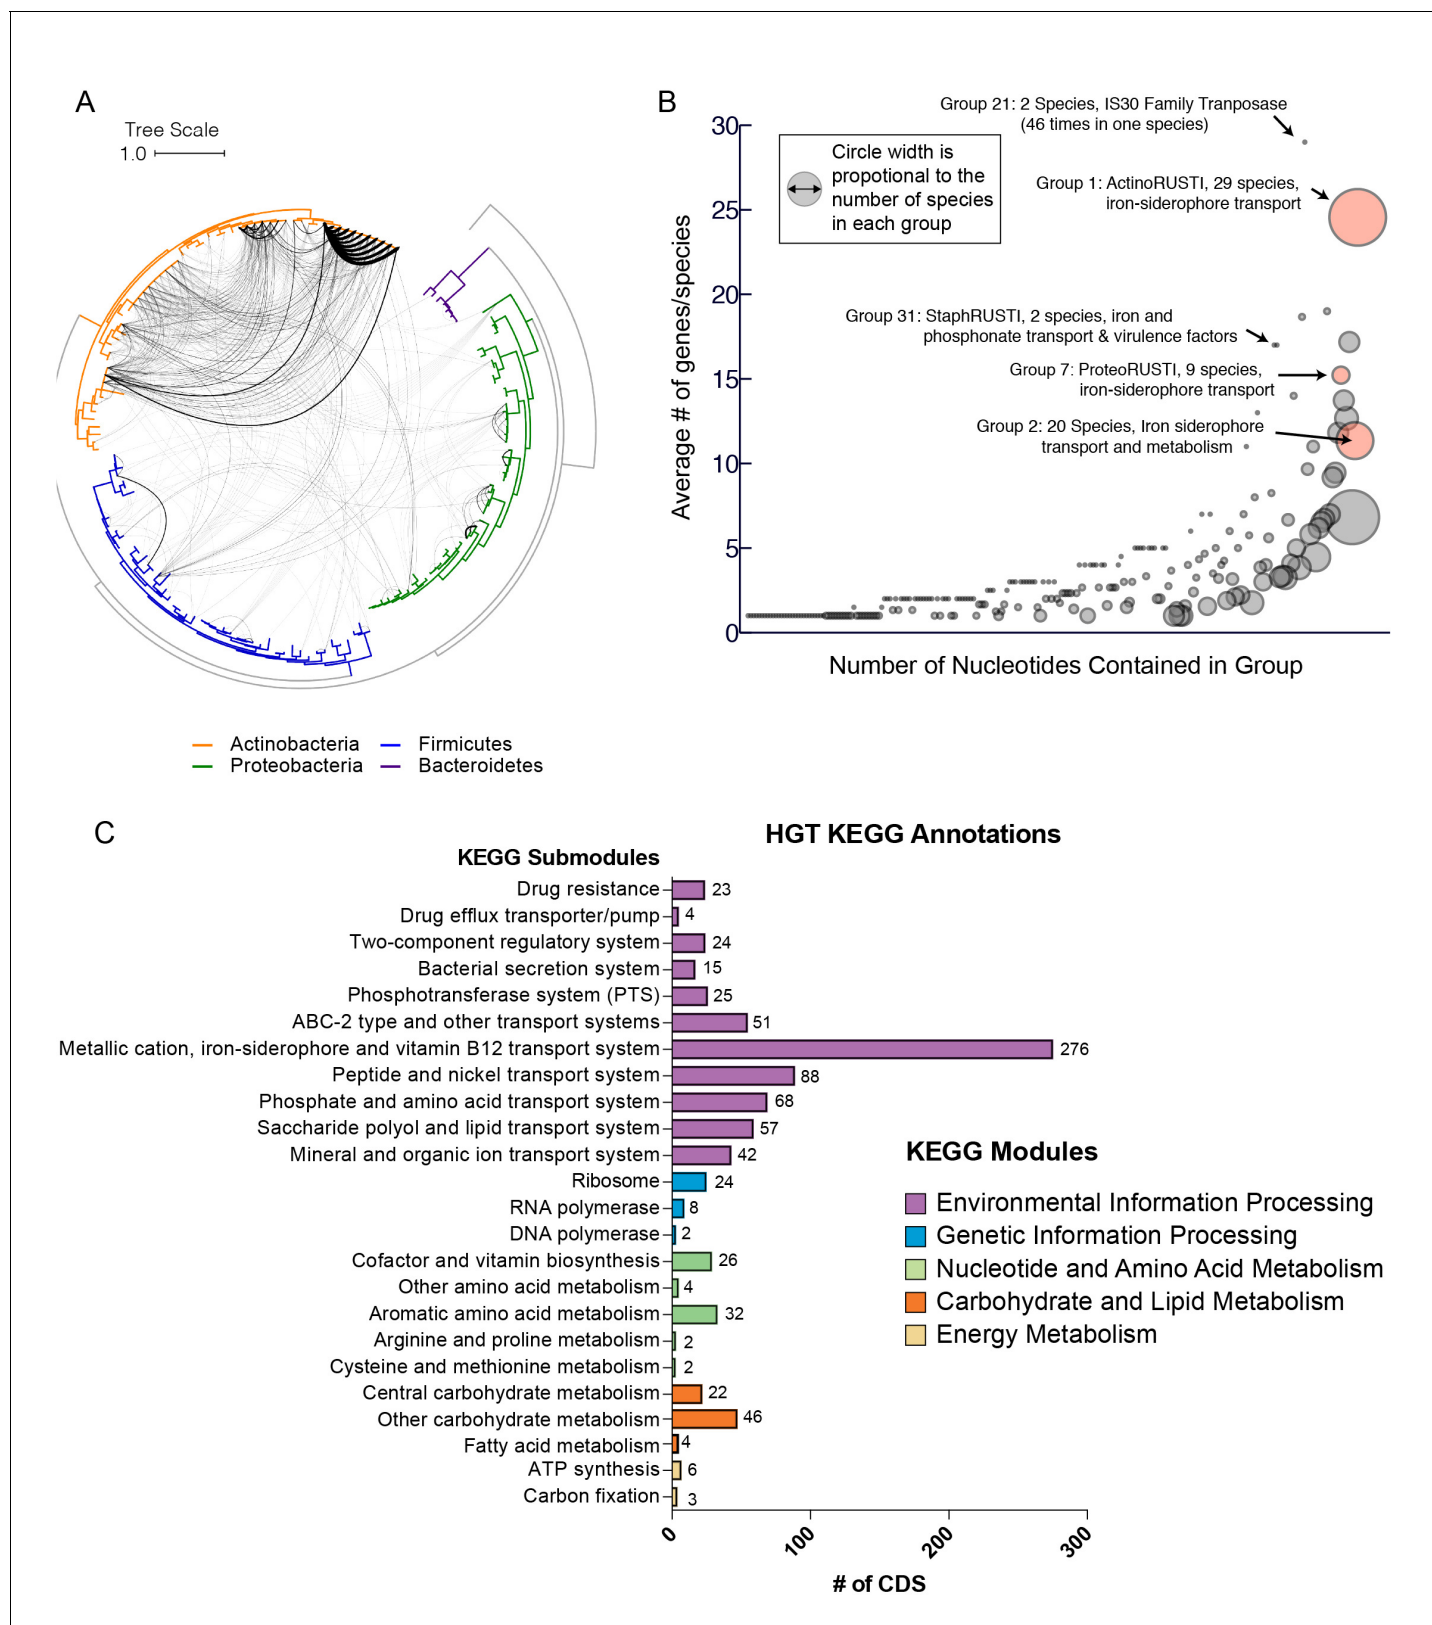 A
Tree Scale
1.0
Actinobacteria
Firmicutes
Proteobacteria
Bacteroidetes
B
Average # of genes/species
30
25
20
15
10
5
0
Circle width is
propotional to the
number of species
in each group
Group 21: 2 Species, IS30 Family Tranposase
(46 times in one species)
Group 1: ActinoRUSTI, 29 species,
iron-siderophore transport
Group 31: StaphRUSTI, 2 species, iron and
phosphonate transport & virulence factors
Group 7: ProteoRUSTI, 9 species,
iron-siderophore transport
Group 2: 20 Species, Iron siderophore
transport and metabolism
Number of Nucleotides Contained in Group
C
HGT KEGG Annotations
KEGG Submodules
Drug resistance 23
Drug efflux transporter/pump 4
Two-component regulatory system 24
Bacterial secretion system 15
Phosphotransferase system (PTS) 25
ABC-2 type and other transport systems 51
Metallic cation, iron-siderophore and vitamin B12 transport system 276
Peptide and nickel transport system 88
Phosphate and amino acid transport system 68
Saccharide polyol and lipid transport system 57
Mineral and organic ion transport system 42
Ribosome 24
RNA polymerase 8
DNA polymerase 2
Cofactor and vitamin biosynthesis 26
Other amino acid metabolism 4
Aromatic amino acid metabolism 32
Arginine and proline metabolism 2
Cysteine and methionine metabolism 2
Central carbohydrate metabolism 22
Other carbohydrate metabolism 46
Fatty acid metabolism 4
ATP synthesis 6
Carbon fixation 3
0 100 200 300
# of CDS
KEGG Modules
Environmental Information Processing
Genetic Information Processing
Nucleotide and Amino Acid Metabolism
Carbohydrate and Lipid Metabolism
Energy Metabolism